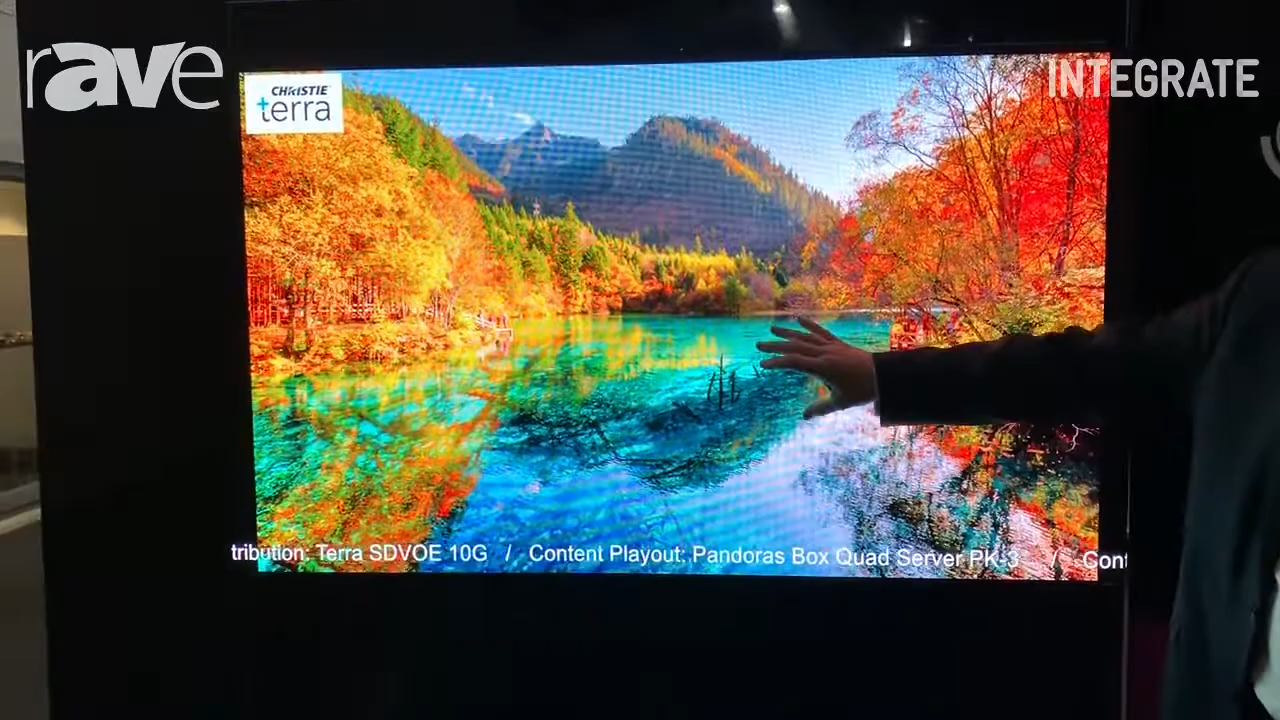 rave
INTEGRATE
CHRISTIE
terra
tribution: Terra SDVOE 10G / Content Playout: Pandoras Box Quad Server PK-3 / Cont